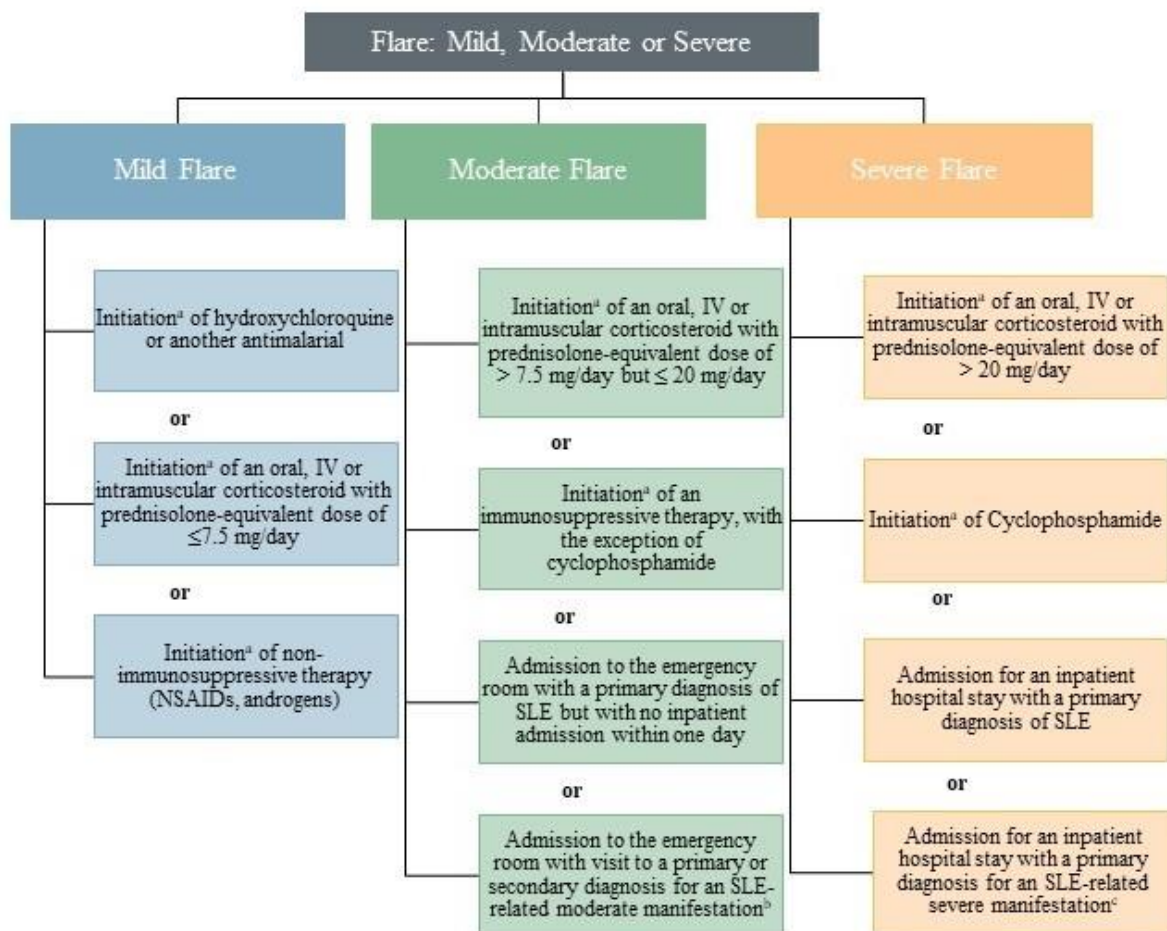 Flare: Mild, Moderate or Severe
Mild Flare
Initiationᵃ of hydroxychloroquine
or another antimalarial
or
Initiationᵃ of an oral, IV or
intramuscular corticosteroid with
prednisolone-equivalent dose of
≤7.5 mg/day
or
Initiationᵃ of non-
immunosuppressive therapy
(NSAIDs, androgens)
Moderate Flare
Initiationᵃ of an oral, IV or
intramuscular corticosteroid with
prednisolone-equivalent dose of
> 7.5 mg/day but ≤ 20 mg/day
or
Initiationᵃ of an
immunosuppressive therapy, with
the exception of
cyclophosphamide
or
Admission to the emergency
room with a primary diagnosis of
SLE but with no inpatient
admission within one day
or
Admission to the emergency
room with visit to a primary or
secondary diagnosis for an SLE-
related moderate manifestationᵇ
Severe Flare
Initiationᵃ of an oral, IV or
intramuscular corticosteroid with
prednisolone-equivalent dose of
> 20 mg/day
or
Initiationᵃ of Cyclophosphamide
or
Admission for an inpatient
hospital stay with a primary
diagnosis of SLE
or
Admission for an inpatient
hospital stay with a primary
diagnosis for an SLE-related
severe manifestationᶜ